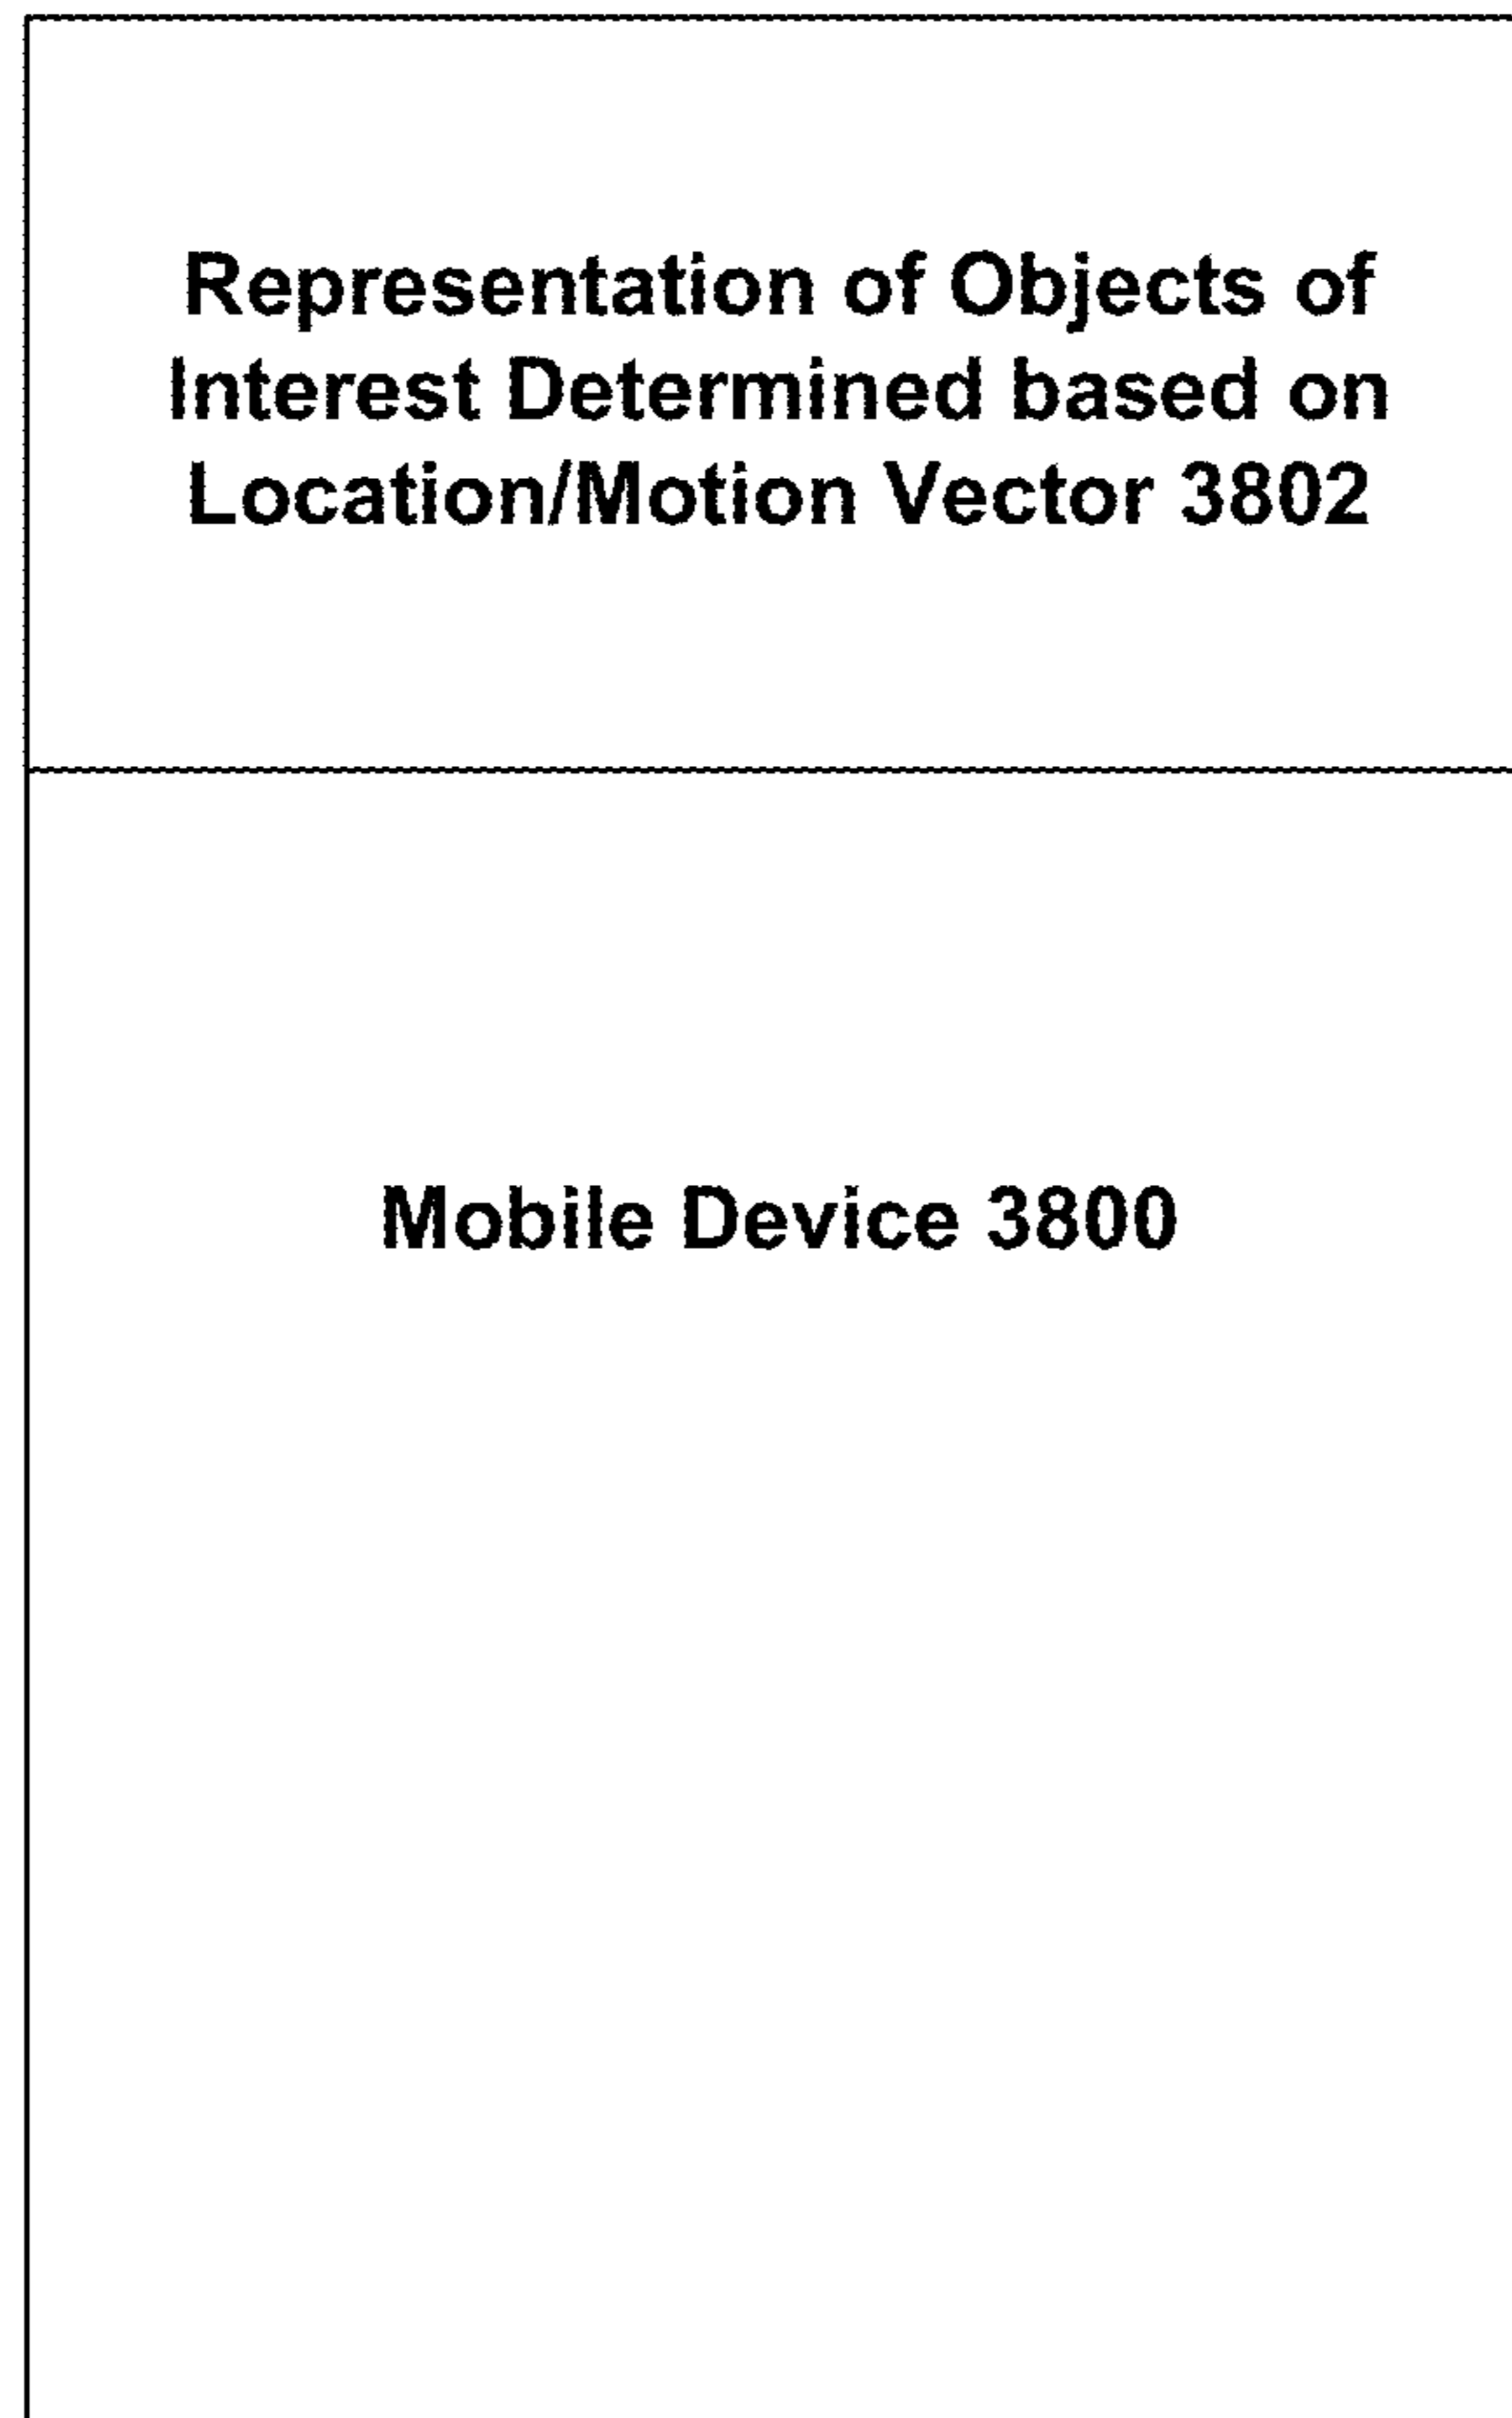 Representation of Objects of
Interest Determined based on
Location/Motion Vector 3802
Mobile Device 3800